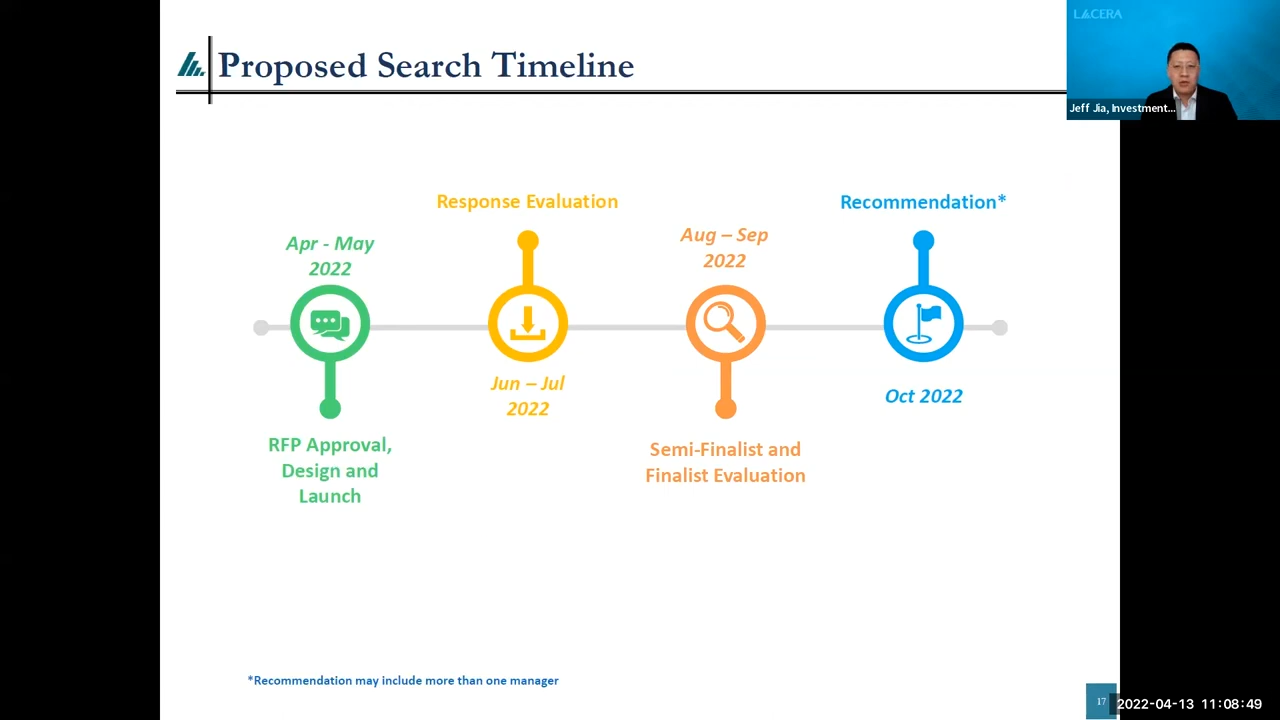 Proposed Search Timeline
LACERA
Jeff Jia, Investment...
Apr - May
2022
RFP Approval,
Design and
Launch
Response Evaluation
Jun – Jul
2022
Aug – Sep
2022
Semi-Finalist and
Finalist Evaluation
Recommendation*
Oct 2022
*Recommendation may include more than one manager
17
2022-04-13 11:08:49